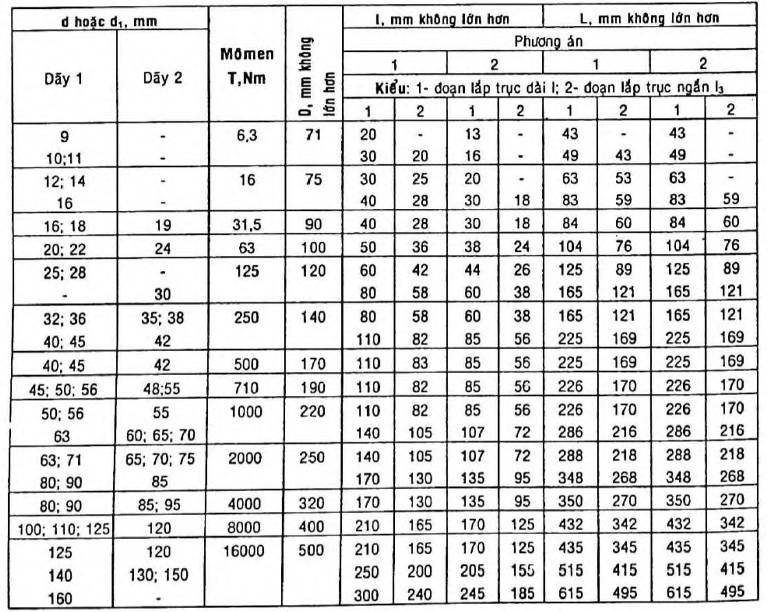 d hoặc d₁, mm Mômen T,Nm D, mm không lớn hơn l, mm không lớn hơn L, mm không lớn hơn
Phương án
Dãy 1 Dãy 2 1 2 1 2
Kiểu: 1- đoạn lắp trục dài l; 2- đoạn lắp trục ngắn l₃
1 2 1 2 1 2 1 2
9 - 6,3 71 20 - 13 - 43 - 43 -
10;11 - 30 20 16 - 49 43 49 -
12; 14 - 16 75 30 25 20 - 63 53 63 -
16 - 40 28 30 18 83 59 83 59
16; 18 19 31,5 90 40 28 30 18 84 60 84 60
20; 22 24 63 100 50 36 38 24 104 76 104 76
25; 28 - 125 120 60 42 44 26 125 89 125 89
- 30 80 58 60 38 165 121 165 121
32; 36 35; 38 250 140 80 58 60 38 165 121 165 121
40; 45 42 110 82 85 56 225 169 225 169
40; 45 42 500 170 110 83 85 56 225 169 225 169
45; 50; 56 48;55 710 190 110 82 85 56 226 170 226 170
50; 56 55 1000 220 110 82 85 56 226 170 226 170
63 60; 65; 70 140 105 107 72 286 216 286 216
63; 71 65; 70; 75 2000 250 140 105 107 72 288 218 288 218
80; 90 85 170 130 135 95 348 268 348 268
80; 90 85; 95 4000 320 170 130 135 95 350 270 350 270
100; 110; 125 120 8000 400 210 165 170 125 432 342 432 342
125 120 16000 500 210 165 170 125 435 345 435 345
140 130; 150 250 200 205 155 515 415 515 415
160 - 300 240 245 185 615 495 615 495